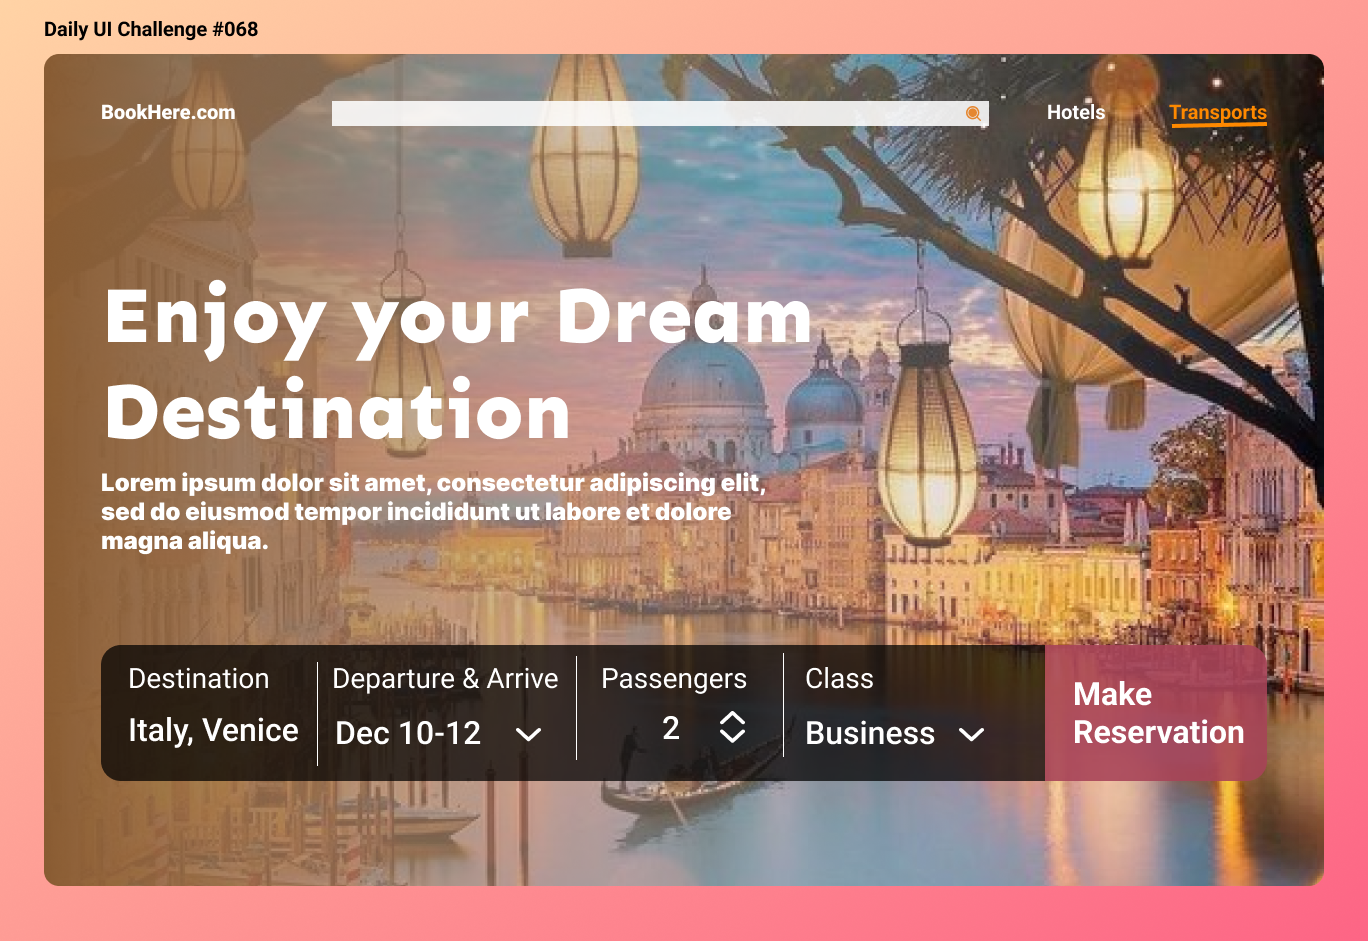 Daily UI Challenge #068
BookHere.com
Hotels
Transports
Enjoy your Dream
Destination
Lorem ipsum dolor sit amet, consectetur adipiscing elit,
sed do eiusmod tempor incididunt ut labore et dolore
magna aliqua.
Destination
Italy, Venice
Departure & Arrive
Dec 10-12
Passengers
2
Class
Business
Make
Reservation